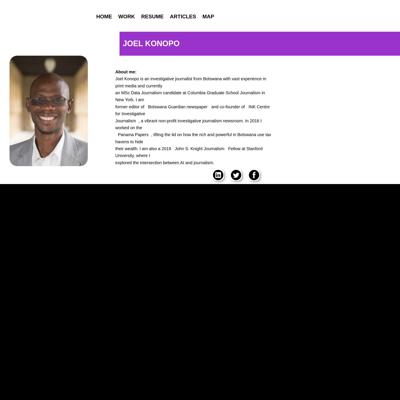 HOME WORK RESUME ARTICLES MAP
JOEL KONOPO
About me:
Joel Konopo is an investigative journalist from Botswana with vast experience in
print media and currently
an MSc Data Journalism candidate at Columbia Graduate School Journalism in
New York. I am
former editor of Botswana Guardian newspaper and co-founder of INK Centre
for Investigative
Journalism , a vibrant non-profit investigative journalism newsroom. In 2016 I
worked on the
Panama Papers , lifting the lid on how the rich and powerful in Botswana use tax
havens to hide
their wealth. I am also a 2019 John S. Knight Journalism Fellow at Stanford
University, where I
explored the intersection between AI and journalism.